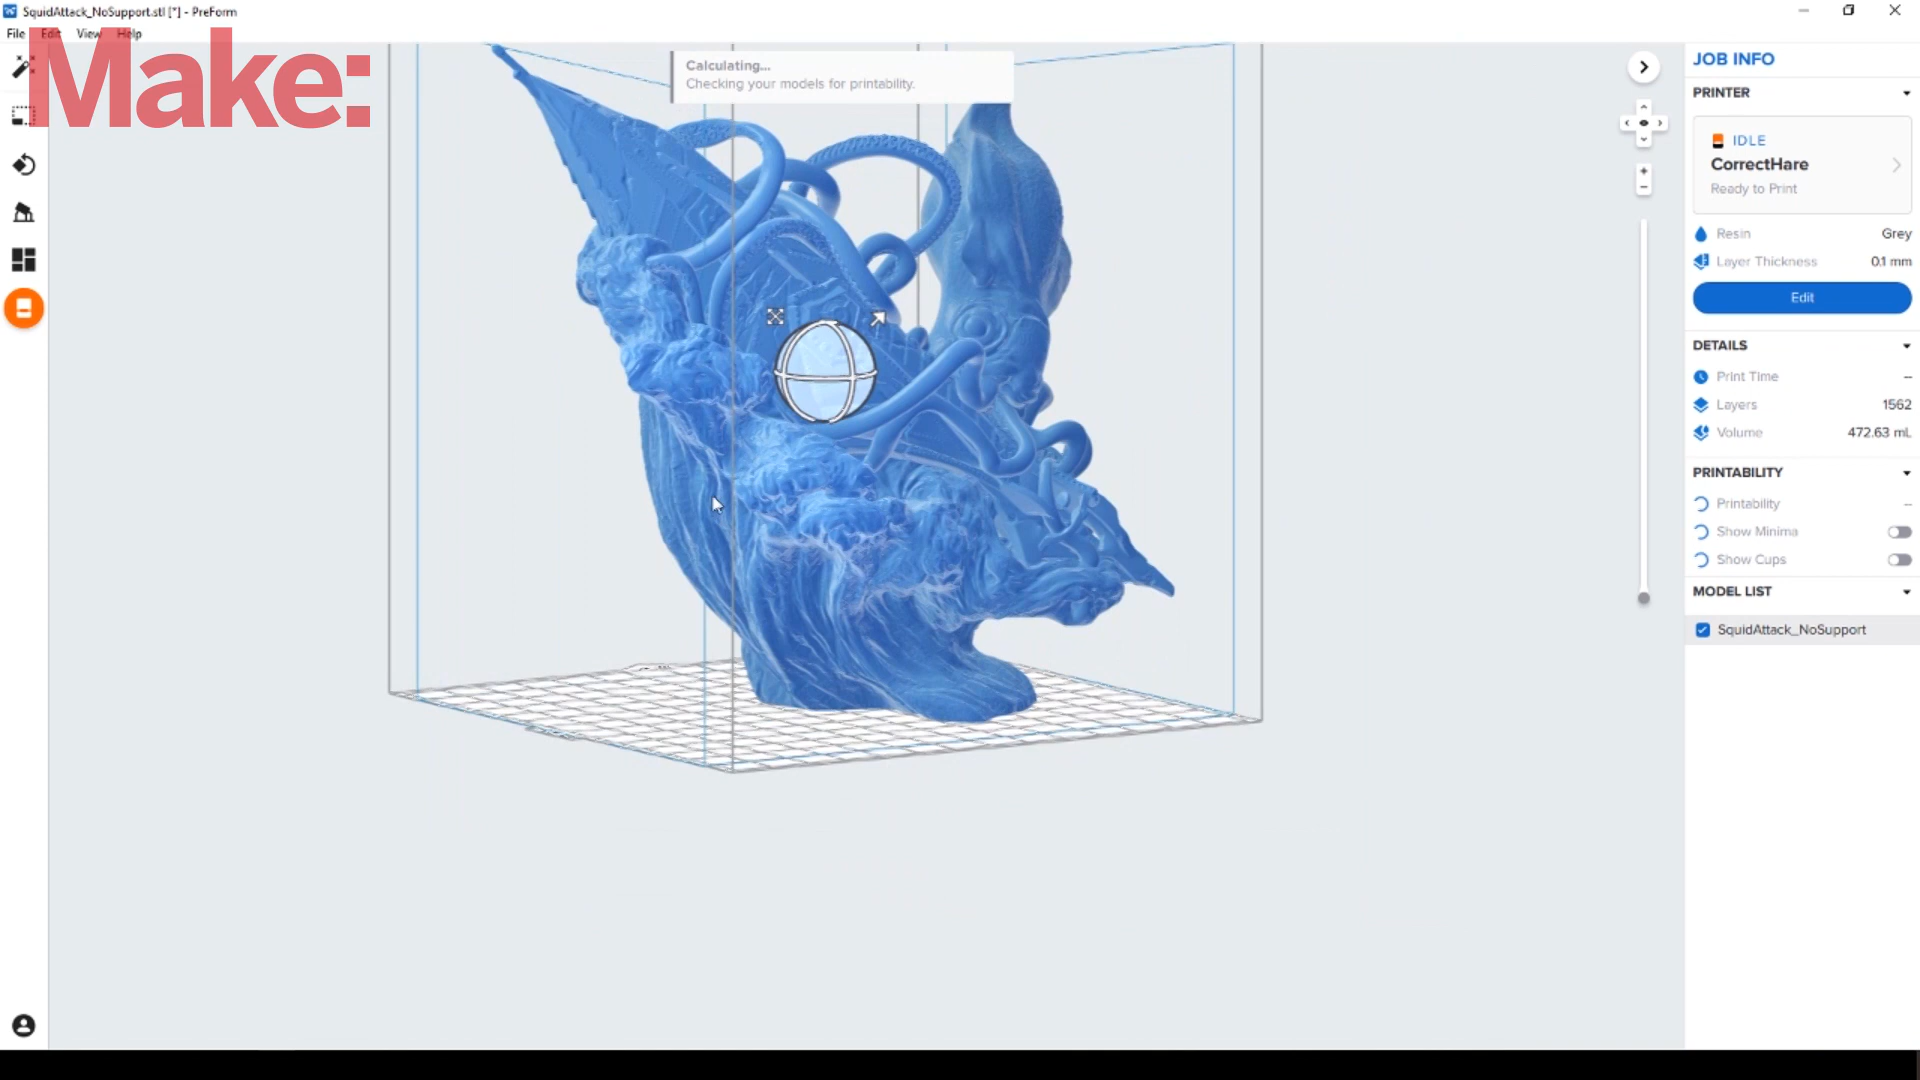 SquidAttack_NoSupport.stl [*] - PreForm
File Edit View Help
Make:
Calculating...
Checking your models for printability.
JOB INFO
PRINTER
IDLE
CorrectHare
Ready to Print
Resin Grey
Layer Thickness 0.1 mm
Edit
DETAILS
Print Time --
Layers 1562
Volume 472.63 mL
PRINTABILITY
Printability --
Show Minima
Show Cups
MODEL LIST
SquidAttack_NoSupport